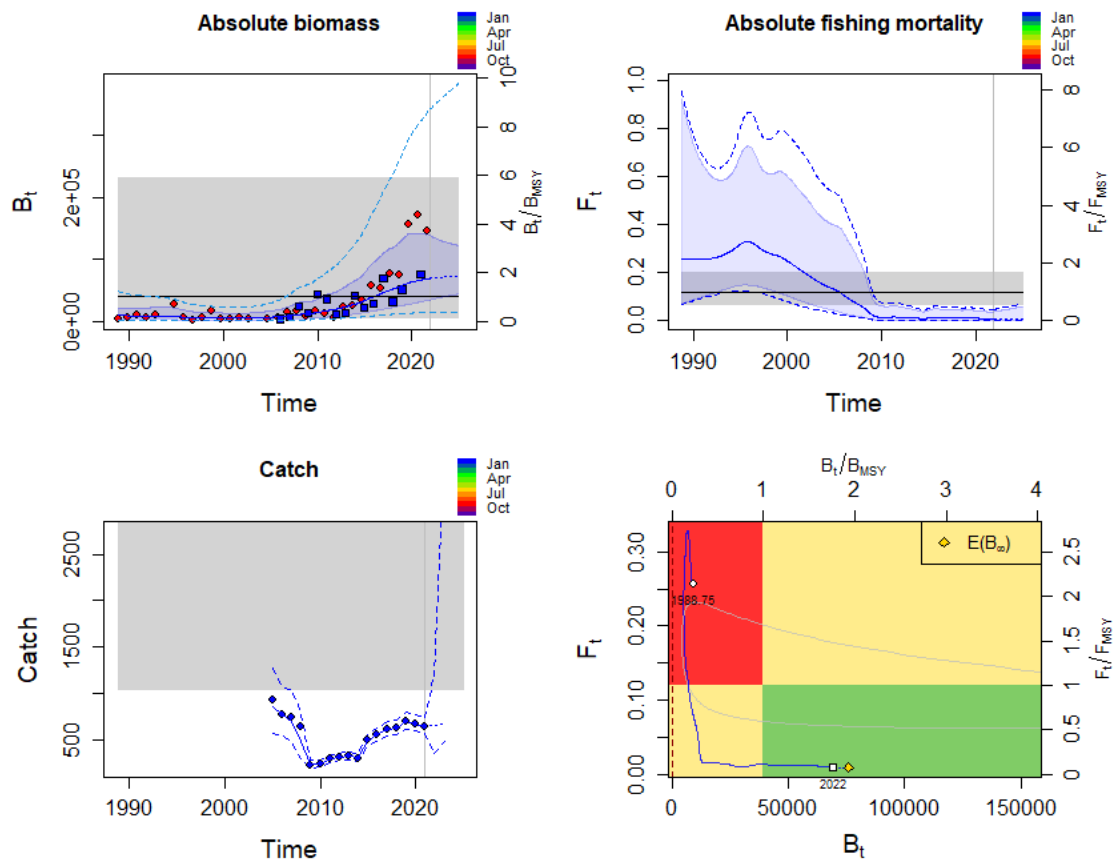 Absolute biomass
Jan
Apr
Jul
Oct
B_t
0e+00 2e+05
B_t/B_MSY
0 2 4 6 8 10
1990 2000 2010 2020
Time
Absolute fishing mortality
Jan
Apr
Jul
Oct
F_t
0.0 0.2 0.4 0.6 0.8 1.0
F_t/F_MSY
0 2 4 6 8
1990 2000 2010 2020
Time
Catch
Jan
Apr
Jul
Oct
Catch
500 1500 2500
1990 2000 2010 2020
Time
B_t/B_MSY
0 1 2 3 4
E(B_∞)
1988.75
2022
F_t
0.00 0.10 0.20 0.30
F_t/F_MSY
0.0 0.5 1.0 1.5 2.0 2.5
0 50000 100000 150000
B_t